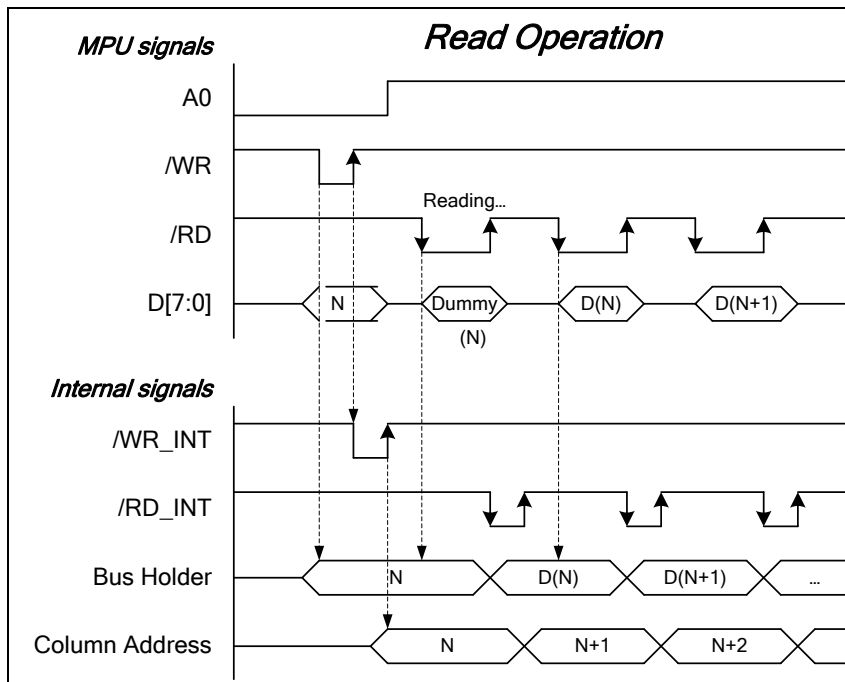 Read Operation
MPU signals
A0
/WR
Reading...
/RD
D[7:0] N Dummy D(N) D(N+1)
(N)
Internal signals
/WR_INT
/RD_INT
Bus Holder N D(N) D(N+1) ...
Column Address N N+1 N+2